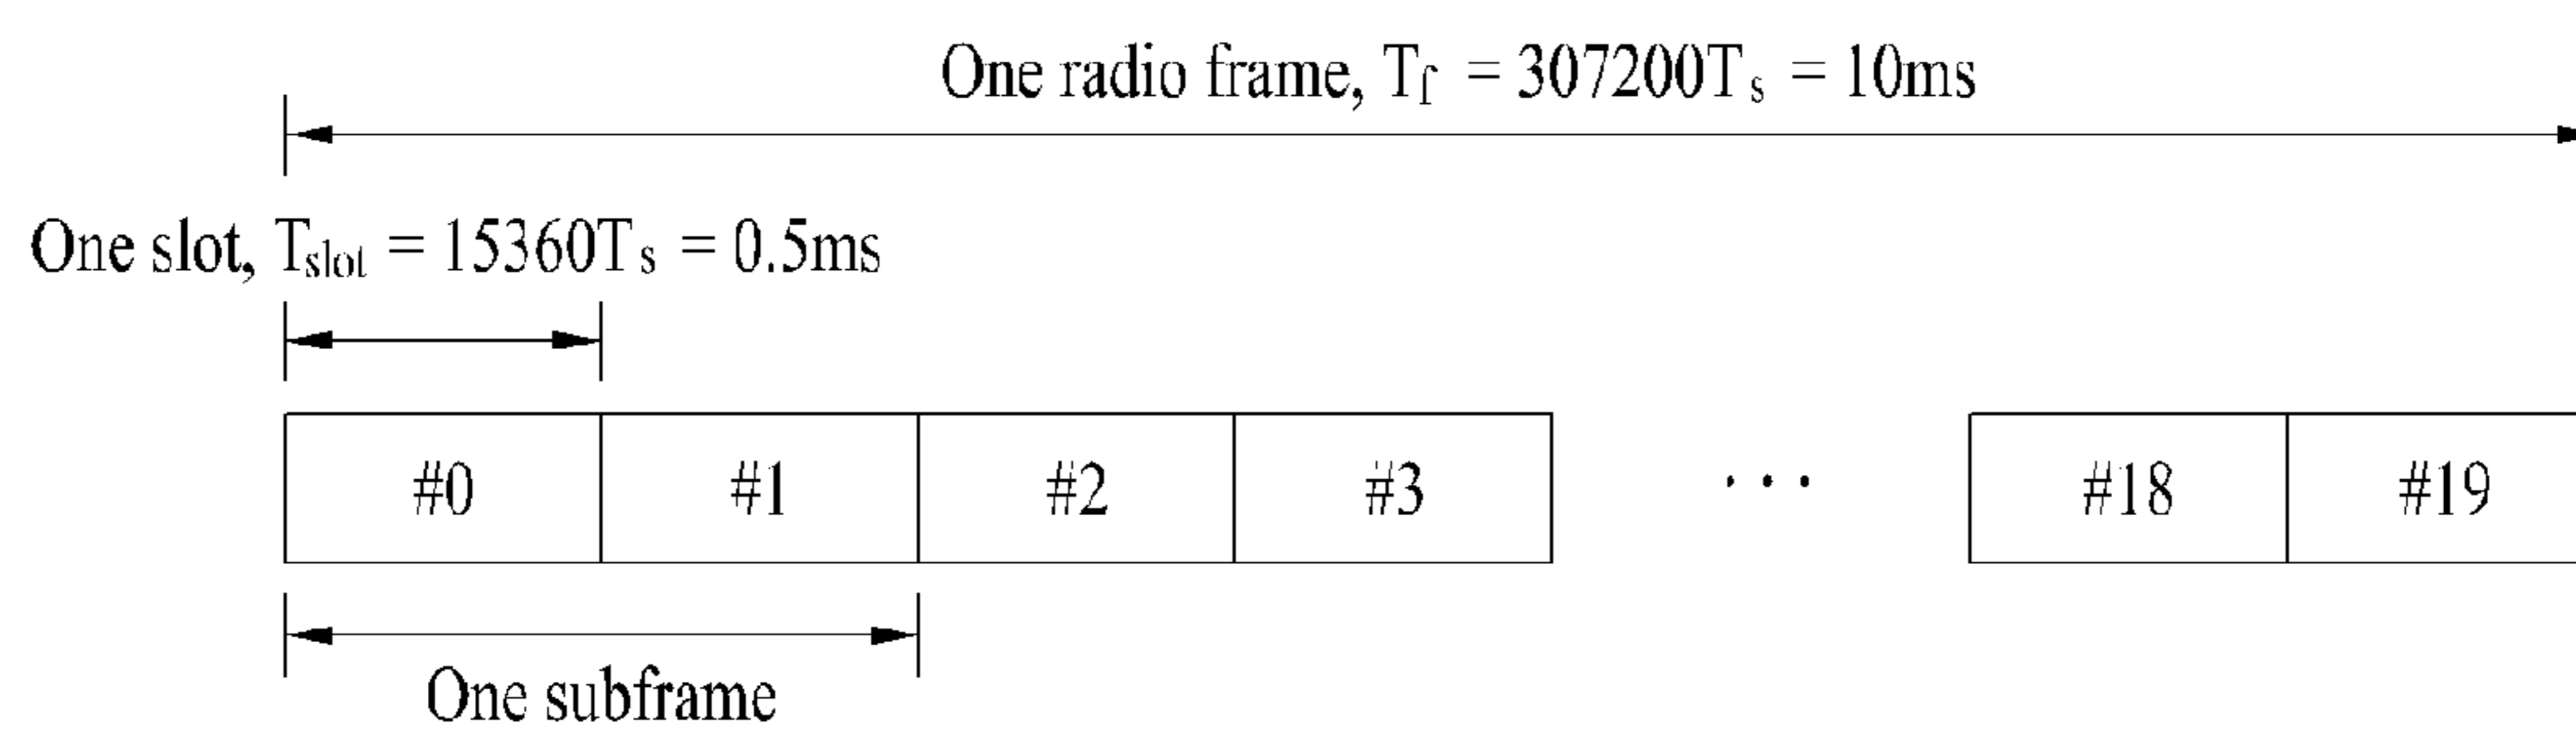 One radio frame, Tf = 307200Ts = 10ms
One slot, Tslot = 15360Ts = 0.5ms
#0 #1 #2 #3 ... #18 #19
One subframe